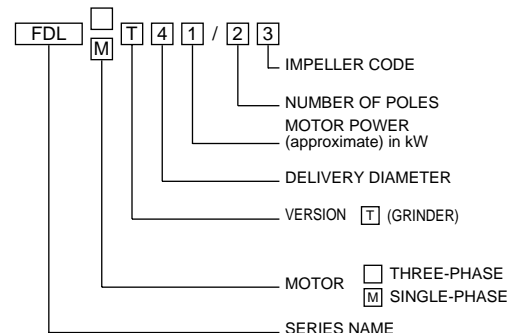 FDL M T 4 1 / 2 3
IMPELLER CODE
NUMBER OF POLES
MOTOR POWER
(approximate) in kW
DELIVERY DIAMETER
VERSION T (GRINDER)
THREE-PHASE
MOTOR
M SINGLE-PHASE
SERIES NAME